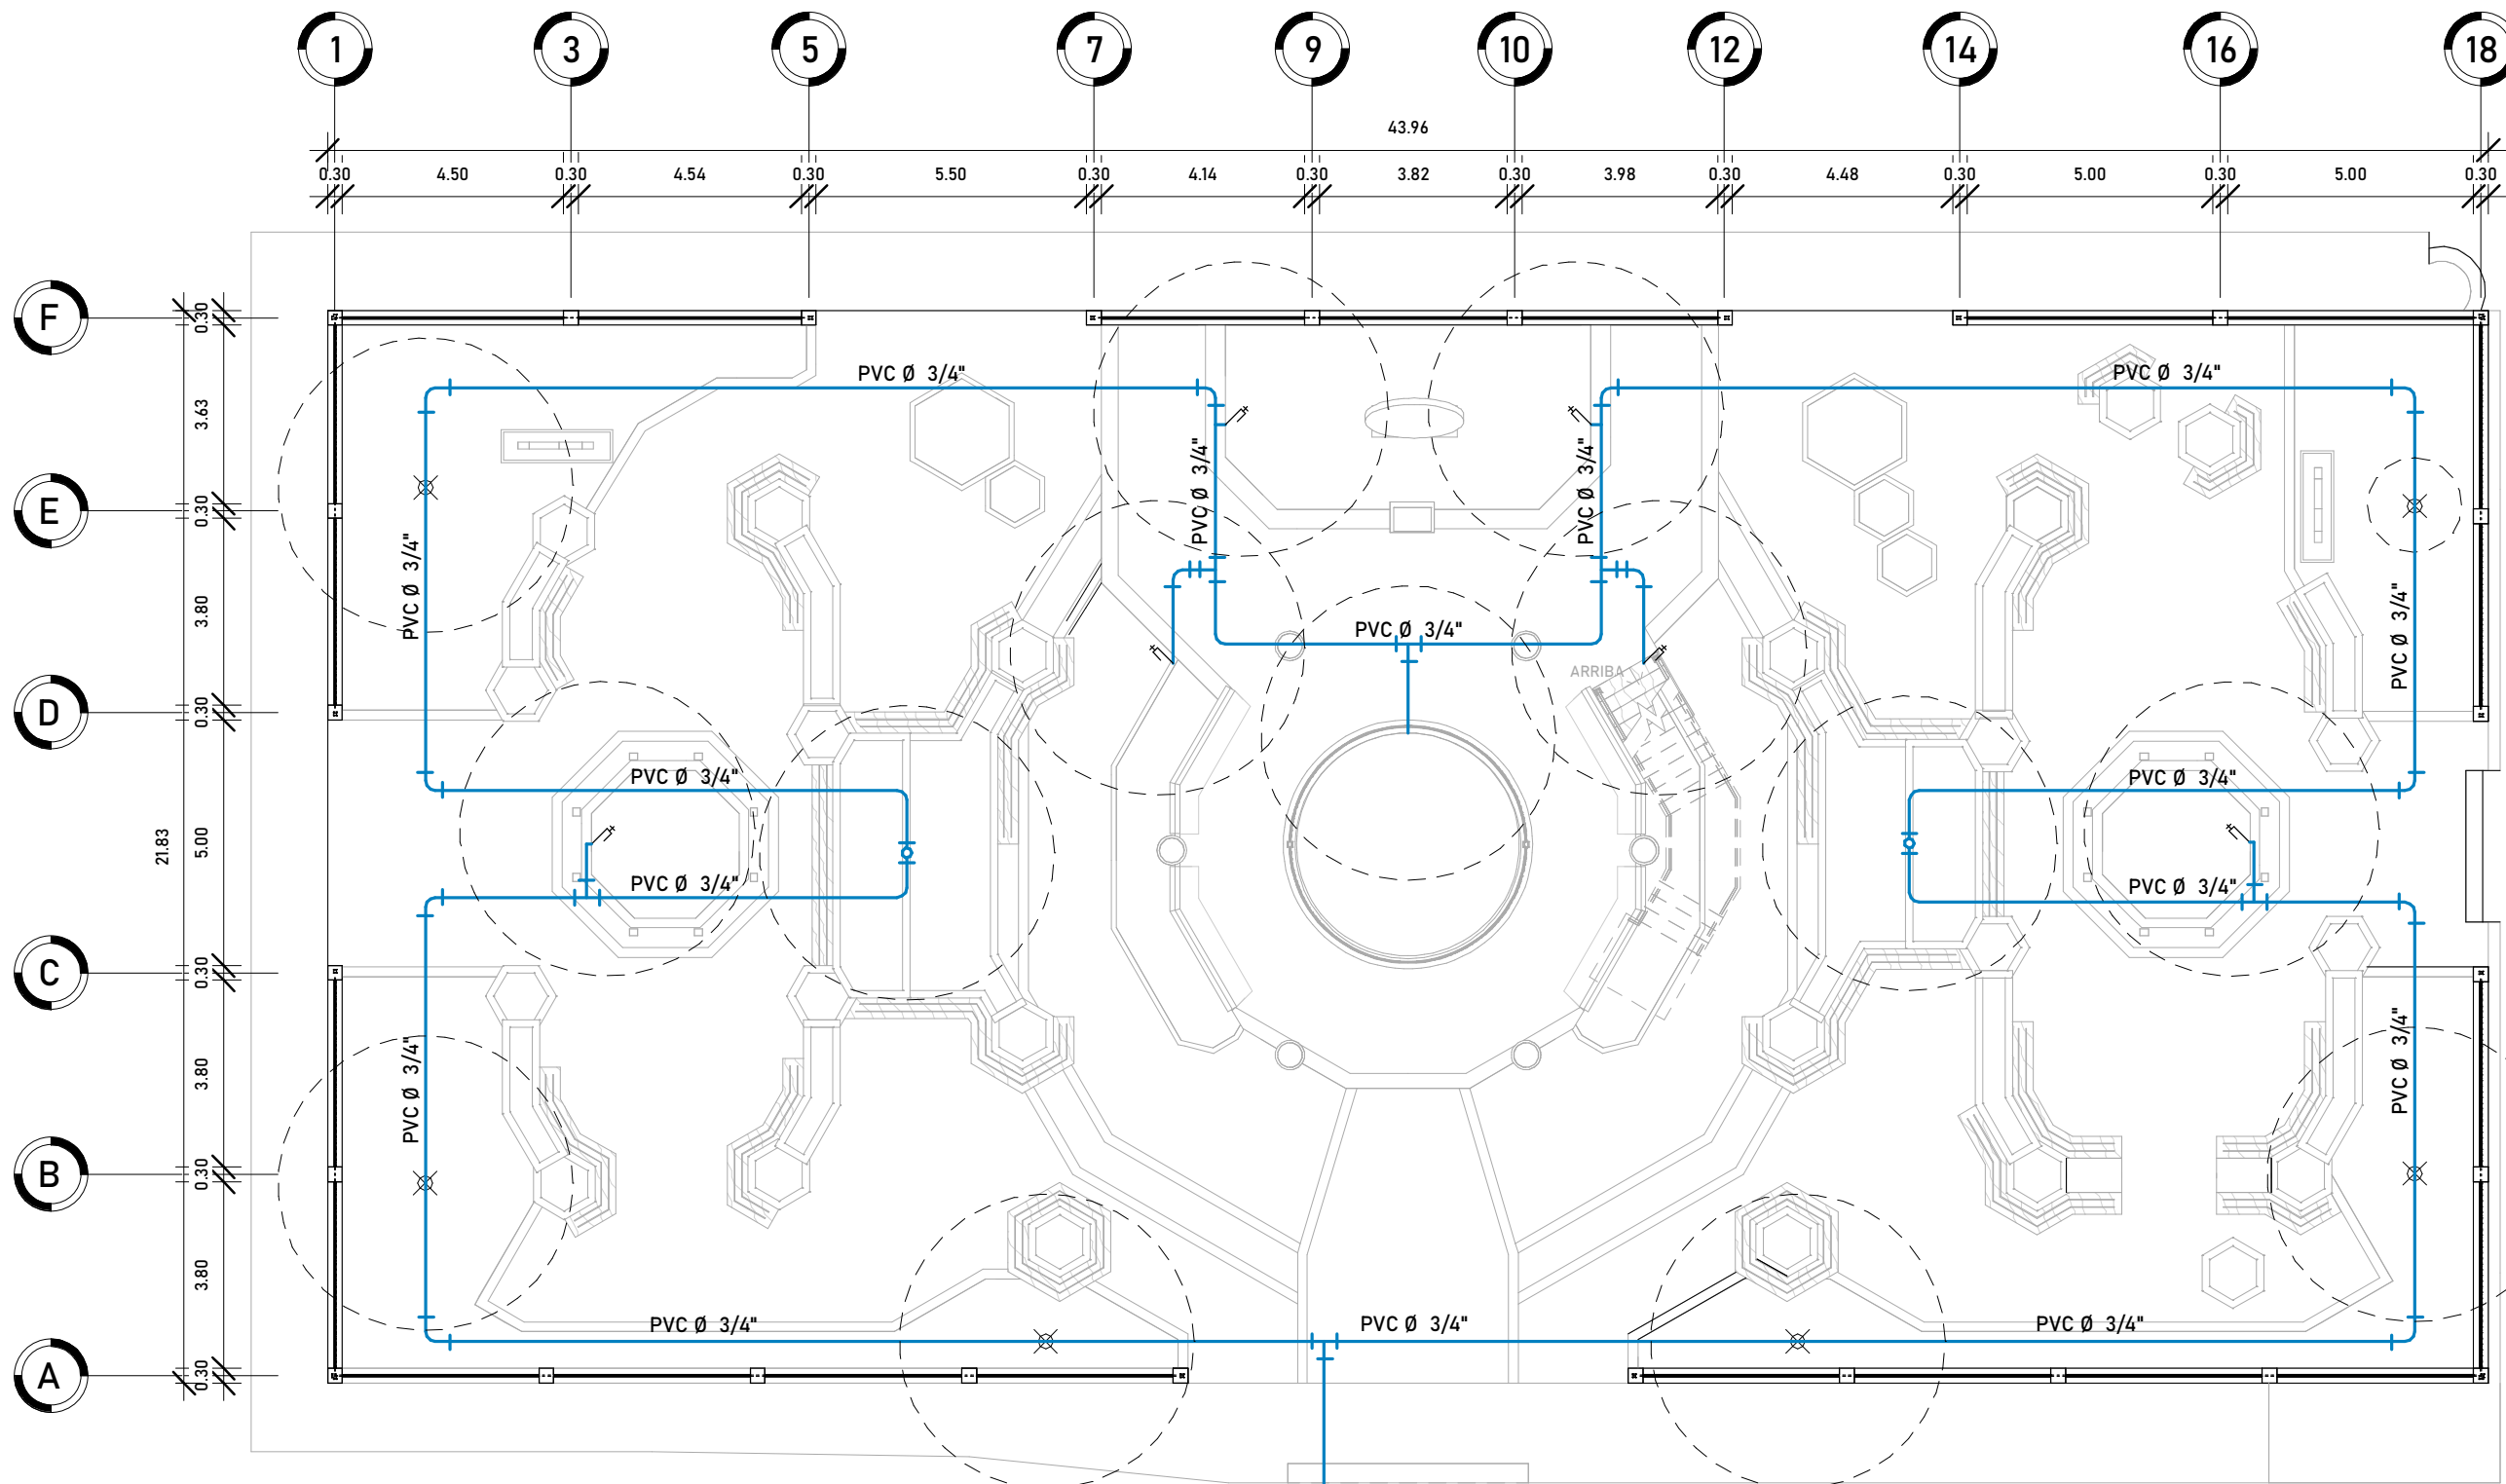 1 3 5 7 9 10 12 14 16 18
43.96
0.30 4.50 0.30 4.54 0.30 5.50 0.30 4.14 0.30 3.82 0.30 3.98 0.30 4.48 0.30 5.00 0.30 5.00 0.30
F
0.30
3.63
E
0.30
3.80
D
0.30
21.83
5.00
C
0.30
3.80
B
0.30
3.80
A
0.30
PVC Ø 3/4"
PVC Ø 3/4"
PVC Ø 3/4"
PVC Ø 3/4"
PVC Ø 3/4"
PVC Ø 3/4"
PVC Ø 3/4"
PVC Ø 3/4"
ARRIBA
PVC Ø 3/4"
PVC Ø 3/4"
PVC Ø 3/4"
PVC Ø 3/4"
PVC Ø 3/4"
PVC Ø 3/4"
PVC Ø 3/4"
PVC Ø 3/4"
PVC Ø 3/4"